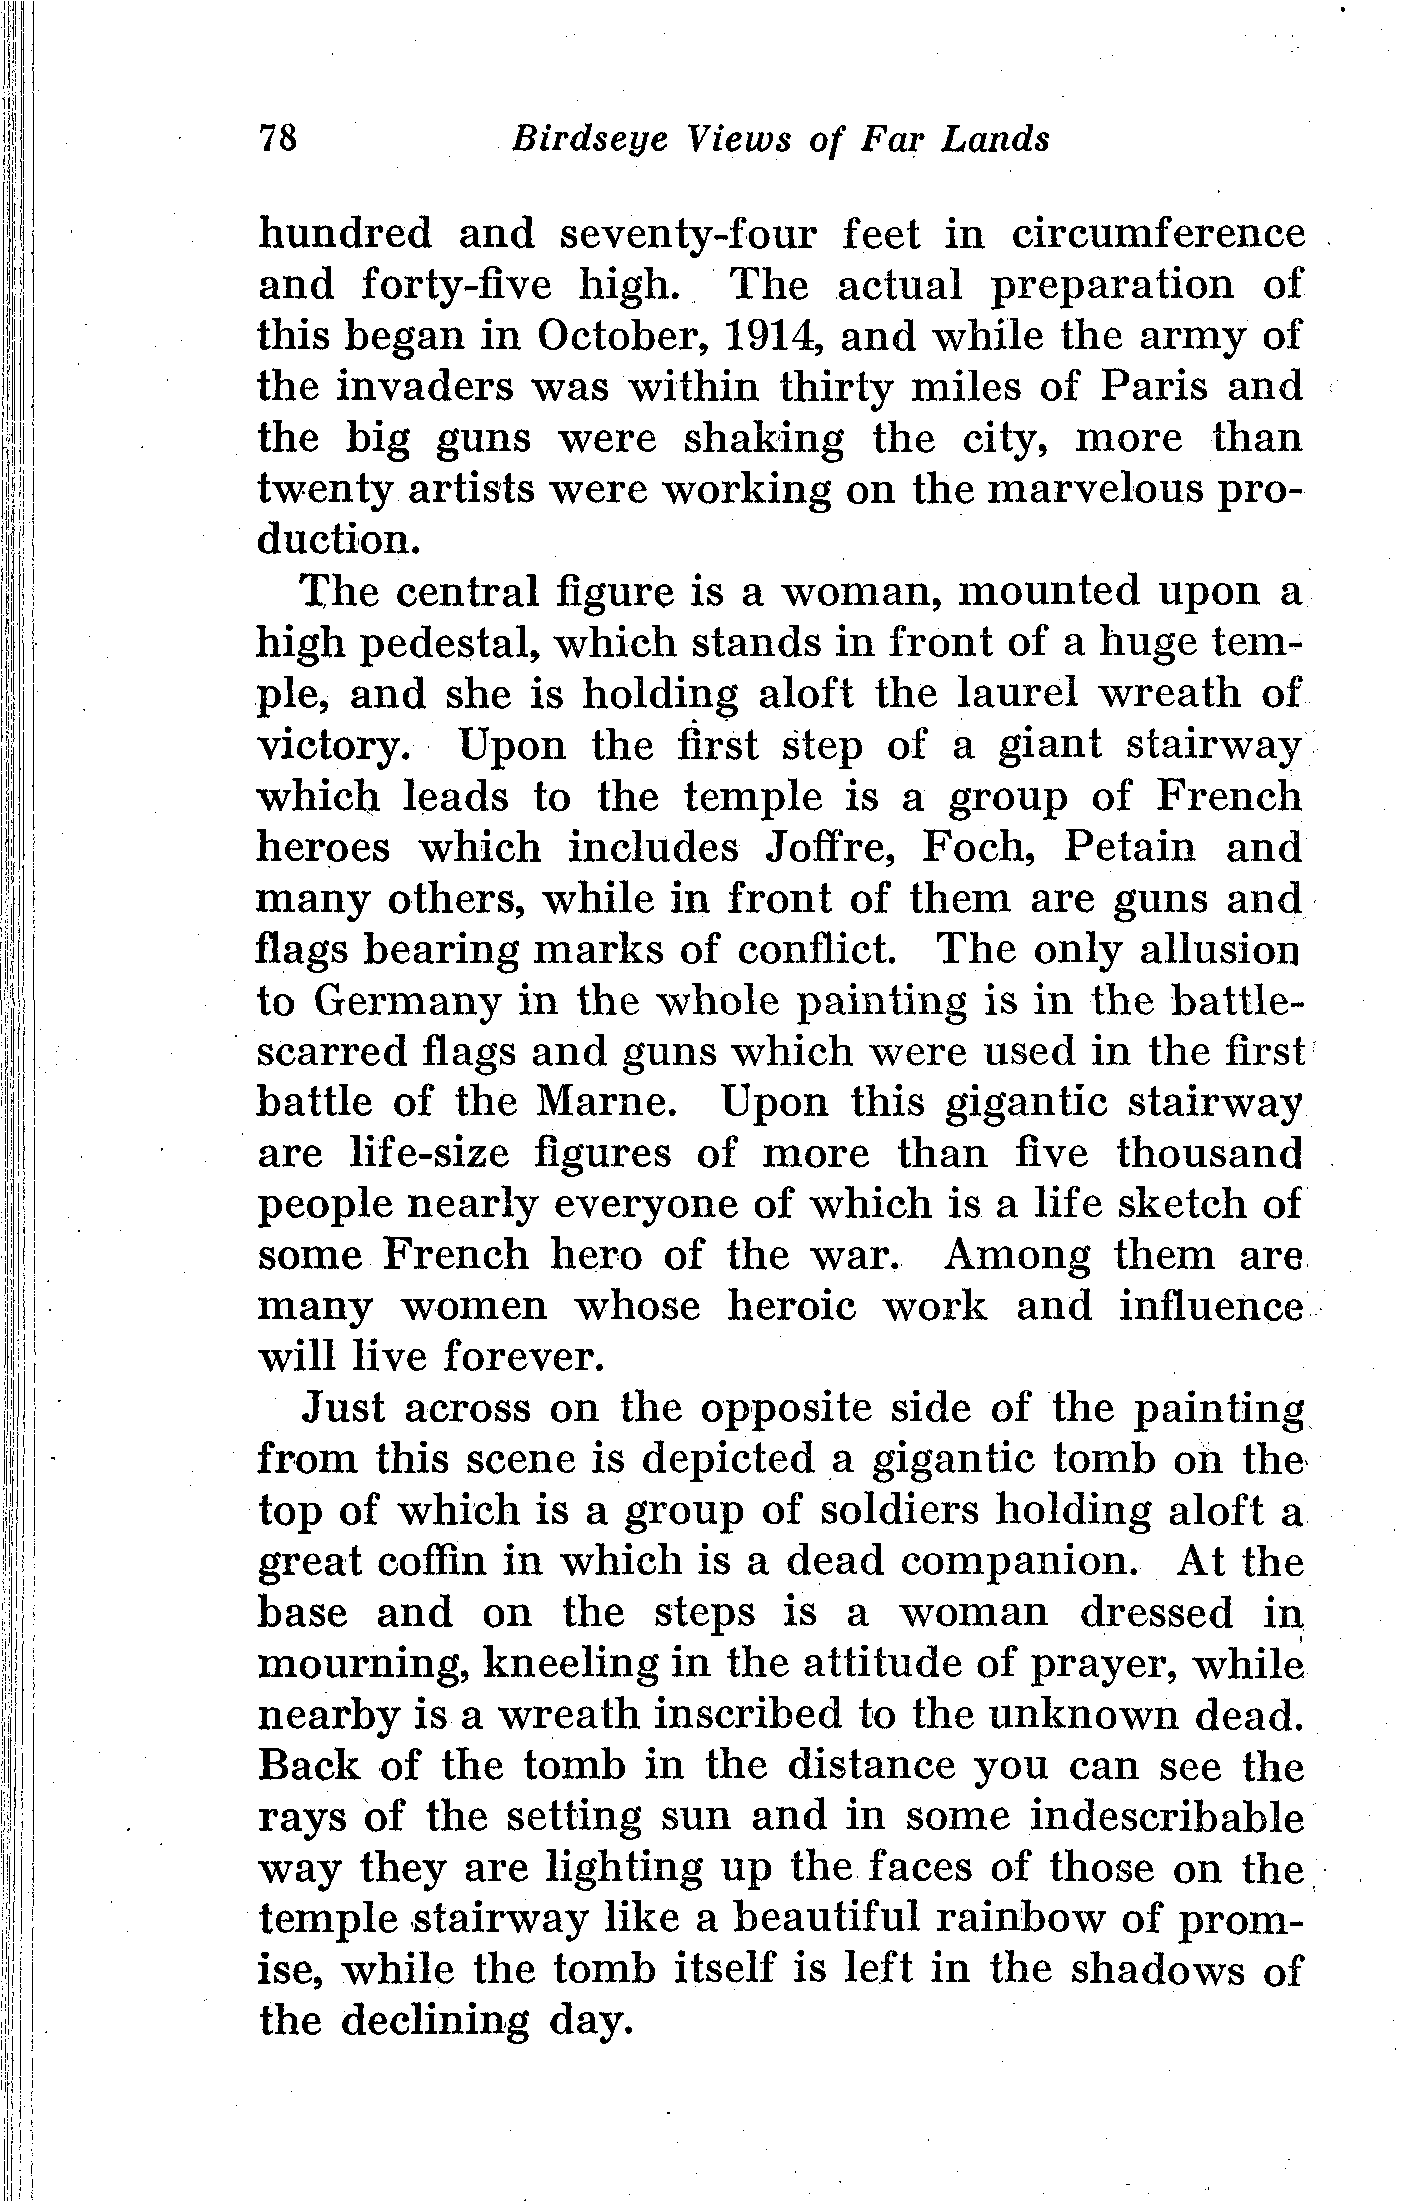 78 Birdseye Views of Far Lands
hundred and seventy-four feet in circumference
and forty-five high. The actual preparation of
this began in October, 1914, and while the army of
the invaders was within thirty miles of Paris and
the big guns were shaking the city, more than
twenty artists were working on the marvelous pro-
duction.
The central figure is a woman, mounted upon a
high pedestal, which stands in front of a huge tem-
ple, and she is holding aloft the laurel wreath of
victory. Upon the first step of a giant stairway
which leads to the temple is a group of French
heroes which includes Joffre, Foch, Petain and
many others, while in front of them are guns and
flags bearing marks of conflict. The only allusion
to Germany in the whole painting is in the battle-
scarred flags and guns which were used in the first
battle of the Marne. Upon this gigantic stairway
are life-size figures of more than five thousand
people nearly everyone of which is a life sketch of
some French hero of the war. Among them are
many women whose heroic work and influence
will live forever.
Just across on the opposite side of the painting
from this scene is depicted a gigantic tomb on the
top of which is a group of soldiers holding aloft a
great coffin in which is a dead companion. At the
base and on the steps is a woman dressed in
mourning, kneeling in the attitude of prayer, while
nearby is a wreath inscribed to the unknown dead.
Back of the tomb in the distance you can see the
rays of the setting sun and in some indescribable
way they are lighting up the faces of those on the
temple stairway like a beautiful rainbow of prom-
ise, while the tomb itself is left in the shadows of
the declining day.